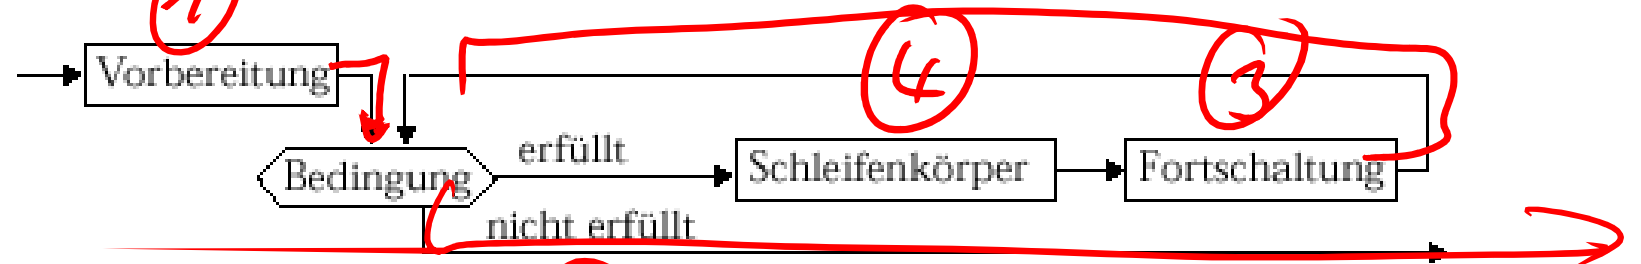 1
4
3
Vorbereitung
erfüllt
Bedingung
Schleifenkörper
Fortschaltung
nicht erfüllt